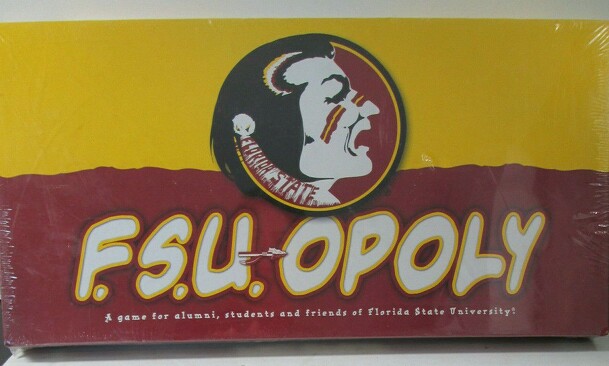 FLORIDA STATE
F.S.U.-OPOLY
A game for alumni, students and friends of Florida State University!